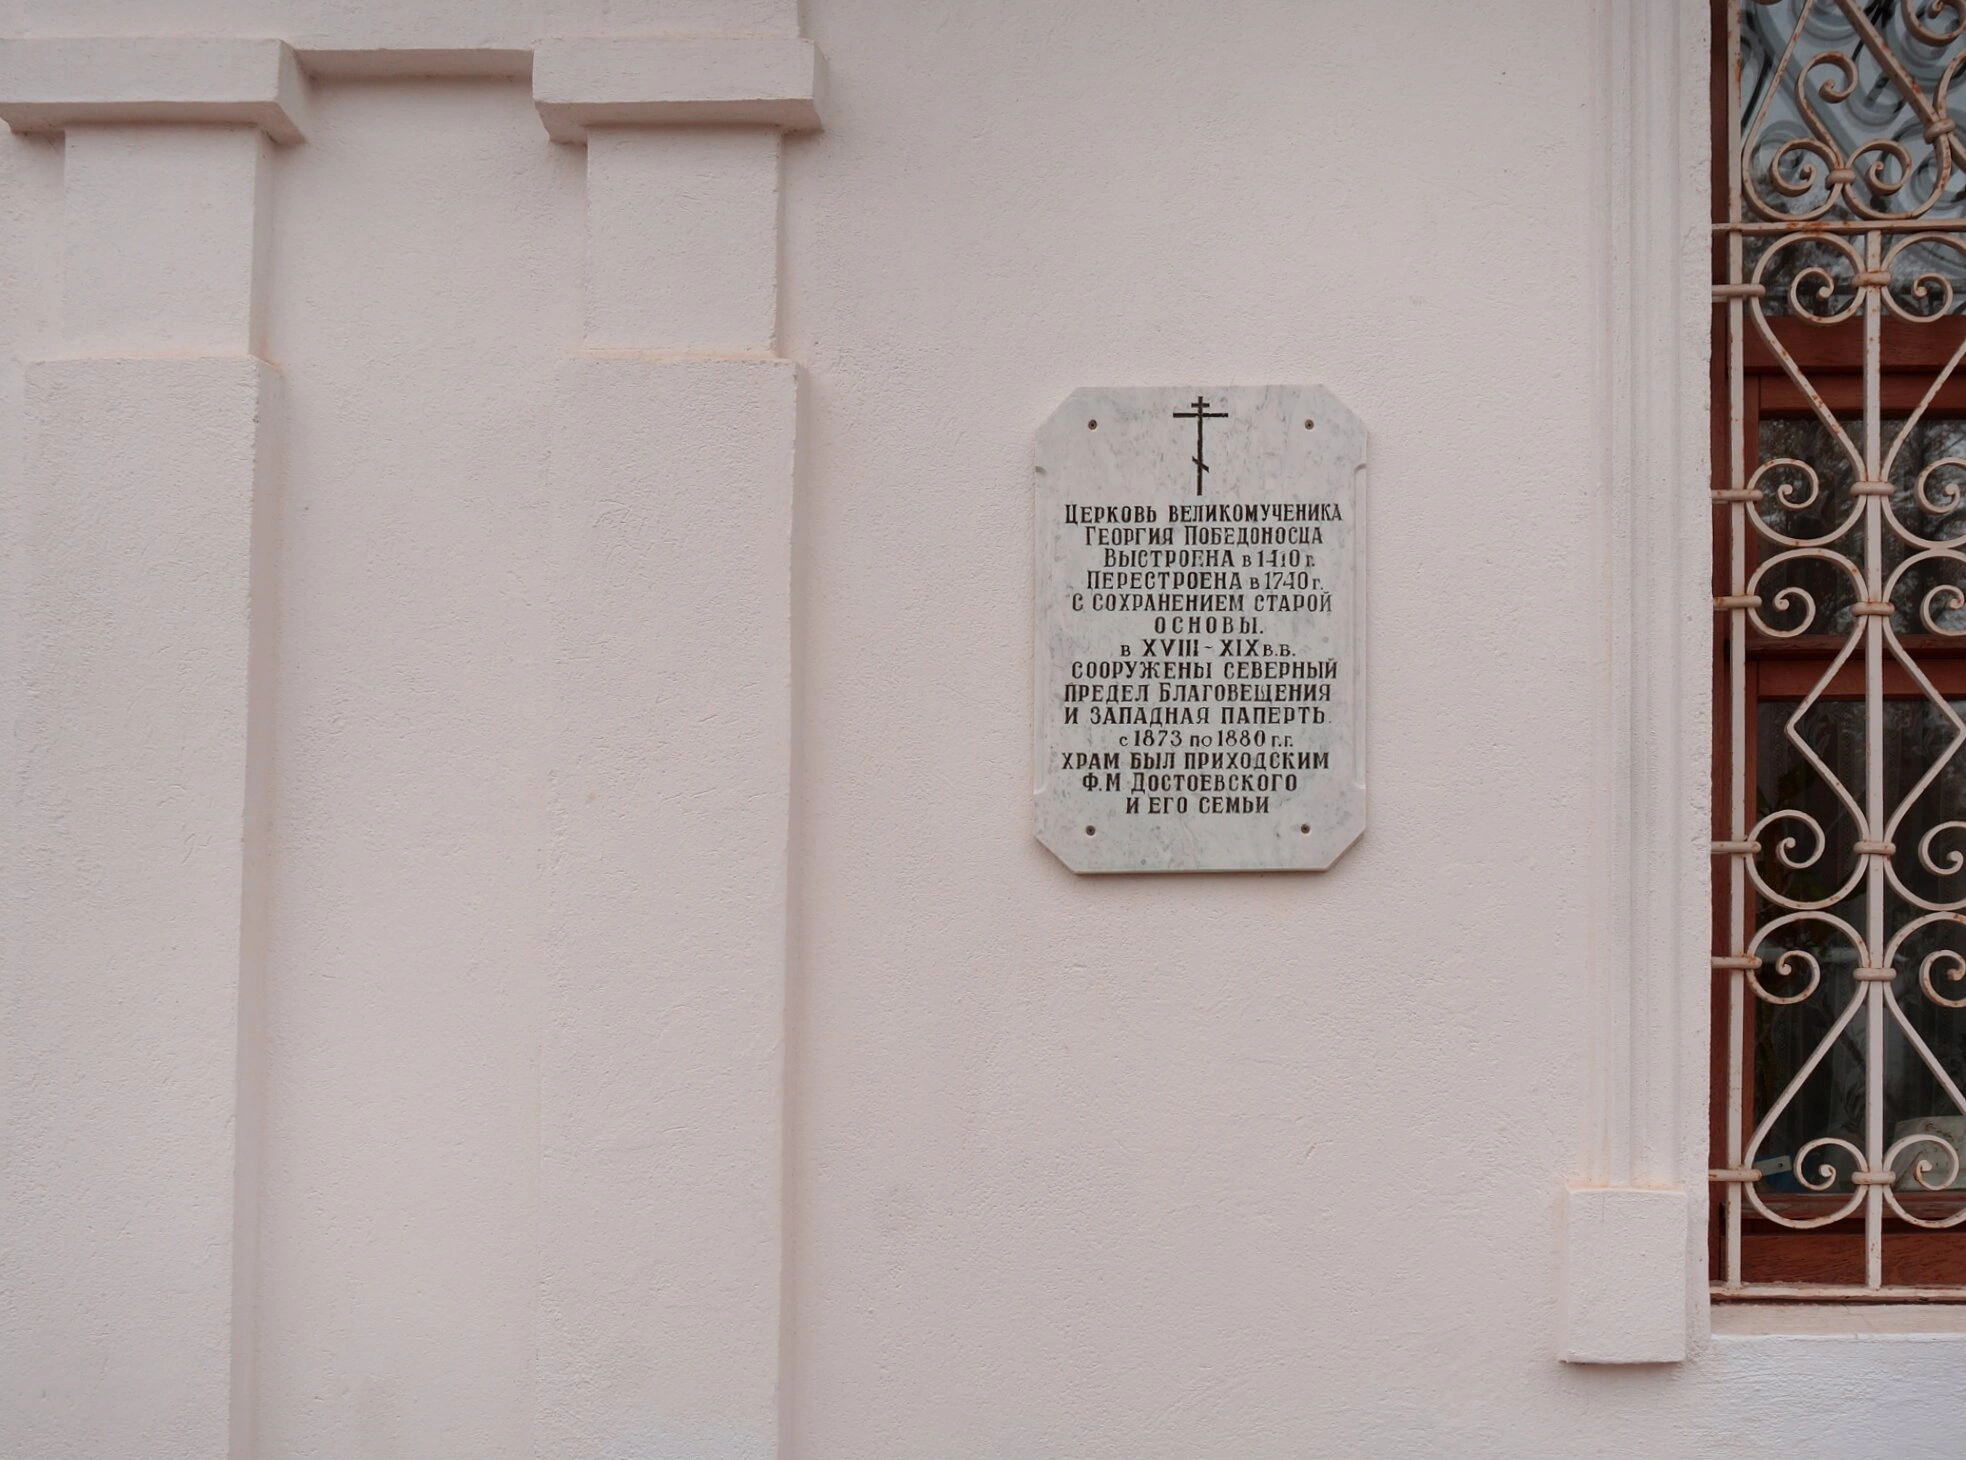 ЦЕРКОВЬ ВЕЛИКОМУЧЕНИКА
ГЕОРГИЯ ПОБЕДОНОСЦА
ВЫСТРОЕНА в 1410 г.
ПЕРЕСТРОЕНА в 1740 г.
С СОХРАНЕНИЕМ СТАРОЙ
ОСНОВЫ.
в XVIII - XIX в.в.
СООРУЖЕНЫ СЕВЕРНЫЙ
ПРЕДЕЛ БЛАГОВЕЩЕНИЯ
И ЗАПАДНАЯ ПАПЕРТЬ.
с 1873 по 1880 г.г.
ХРАМ БЫЛ ПРИХОДСКИМ
Ф.М ДОСТОЕВСКОГО
И ЕГО СЕМЬИ